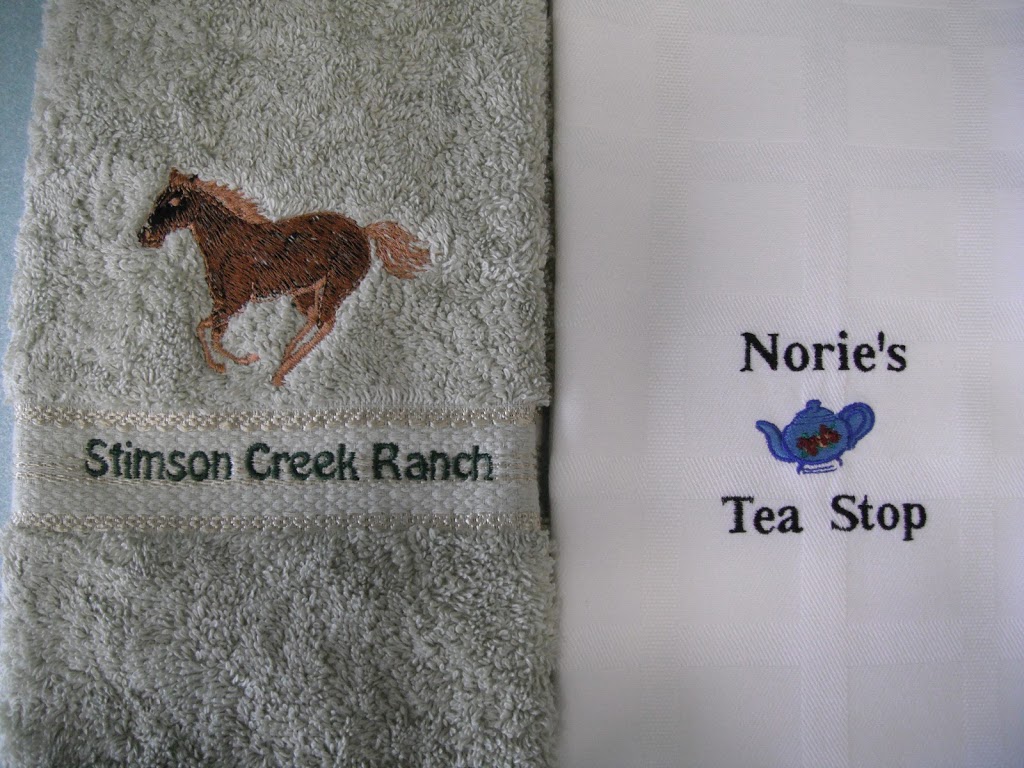 Stimson Creek Ranch
Norie's
Tea Stop